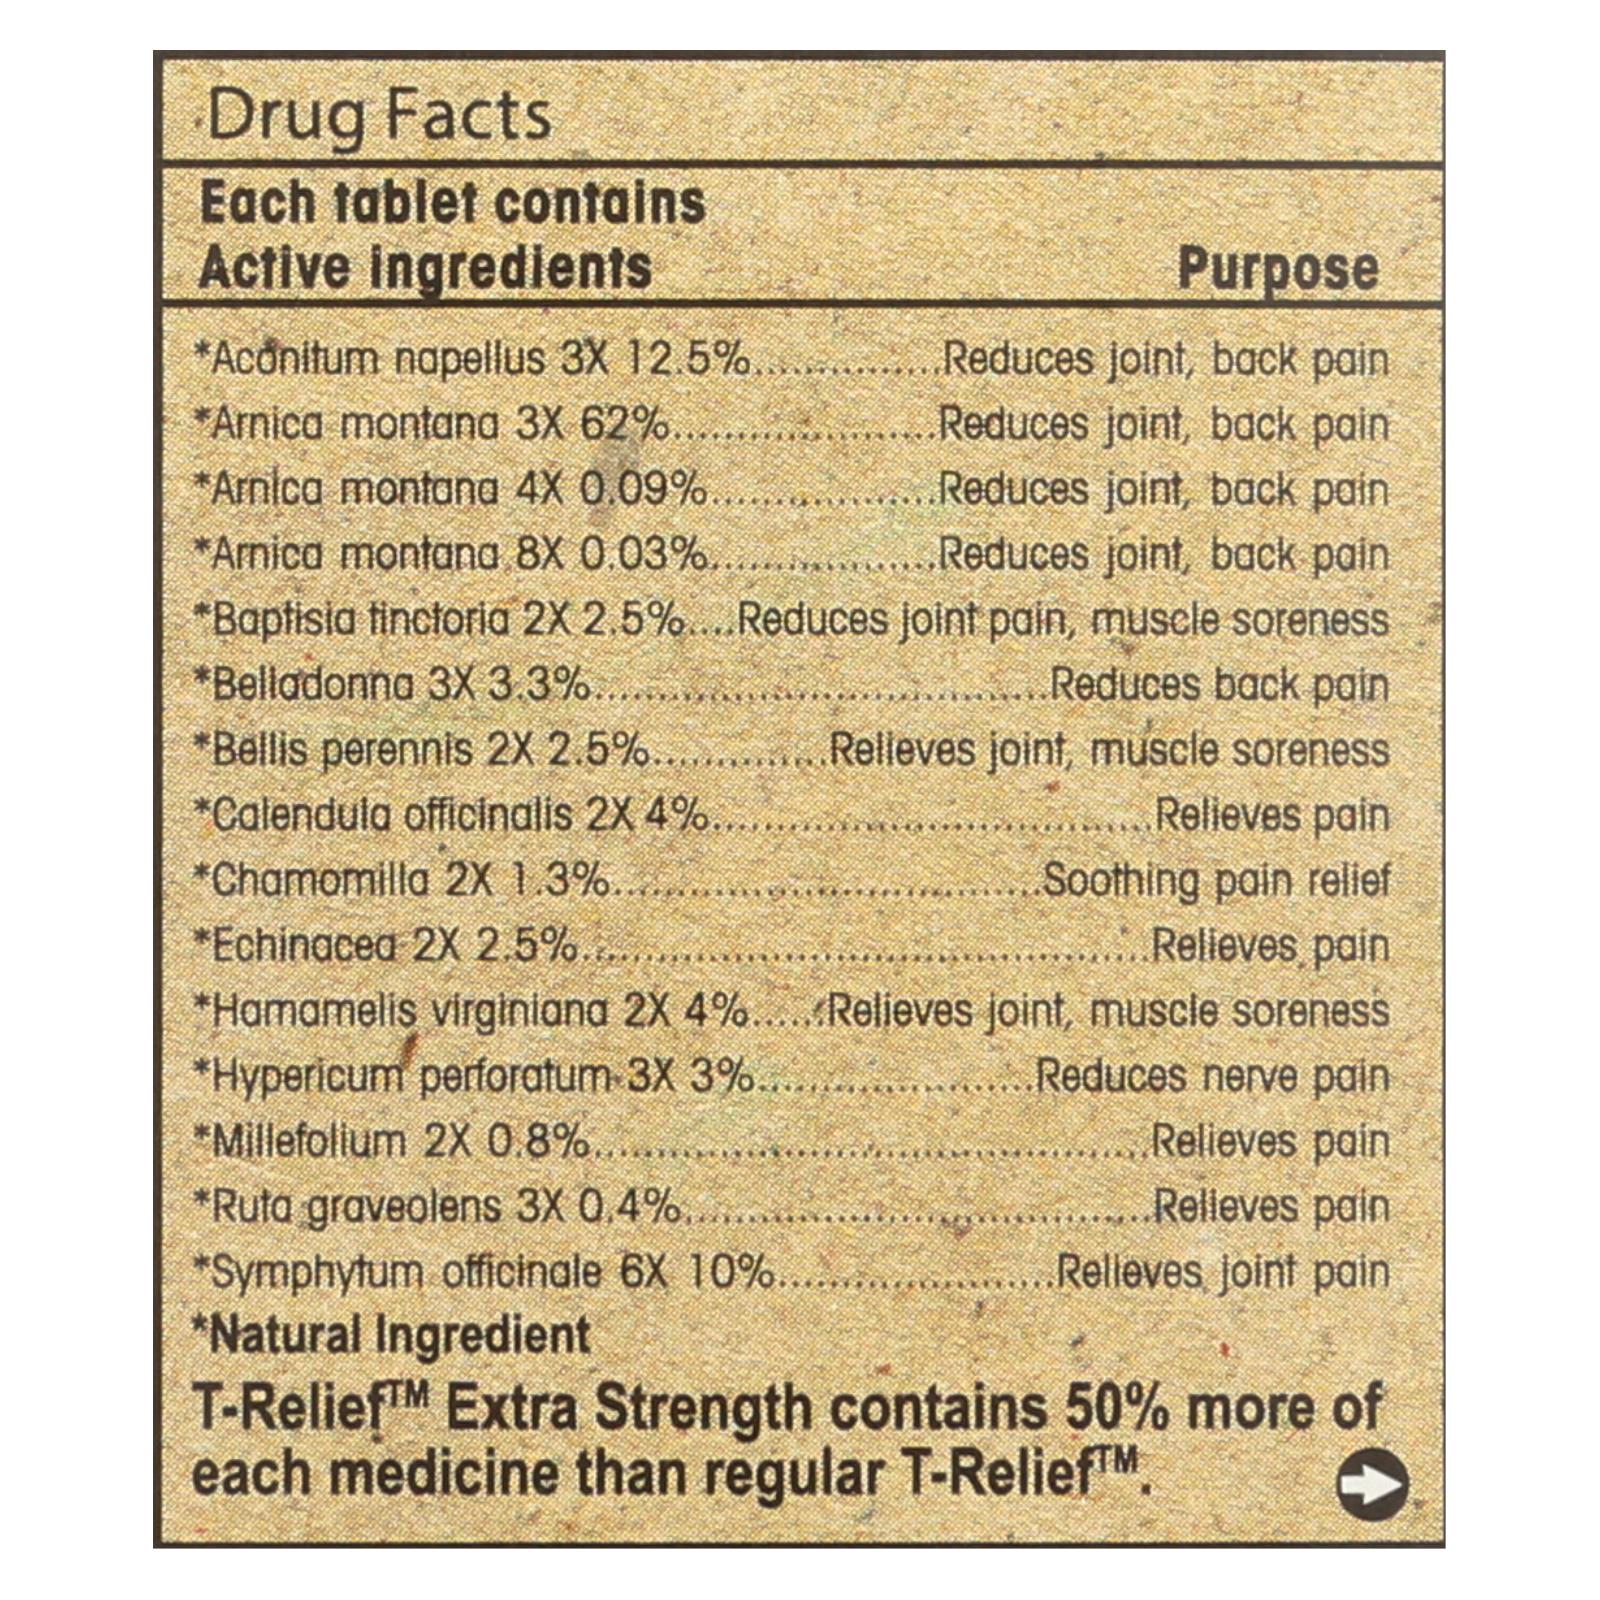 Drug Facts
Each tablet contains
Active ingredients Purpose
*Aconitum napellus 3X 12.5%...............Reduces joint, back pain
*Arnica montana 3X 62%.....................Reduces joint, back pain
*Arnica montana 4X 0.09%..................Reduces joint, back pain
*Arnica montana 8X 0.03%..................Reduces joint, back pain
*Baptisia tinctoria 2X 2.5%....Reduces joint pain, muscle soreness
*Belladonna 3X 3.3%....................................Reduces back pain
*Bellis perennis 2X 2.5%..............Relieves joint, muscle soreness
*Calendula officinalis 2X 4%...................................Relieves pain
*Chamomilla 2X 1.3%..................................Soothing pain relief
*Echinacea 2X 2.5%.............................................Relieves pain
*Hamamelis virginiana 2X 4%......Relieves joint, muscle soreness
*Hypericum perforatum 3X 3%......................Reduces nerve pain
*Millefolium 2X 0.8%............................................Relieves pain
*Ruta graveolens 3X 0.4%.....................................Relieves pain
*Symphytum officinale 6X 10%......................Relieves joint pain
*Natural Ingredient
T-Relief™ Extra Strength contains 50% more of
each medicine than regular T-Relief™.